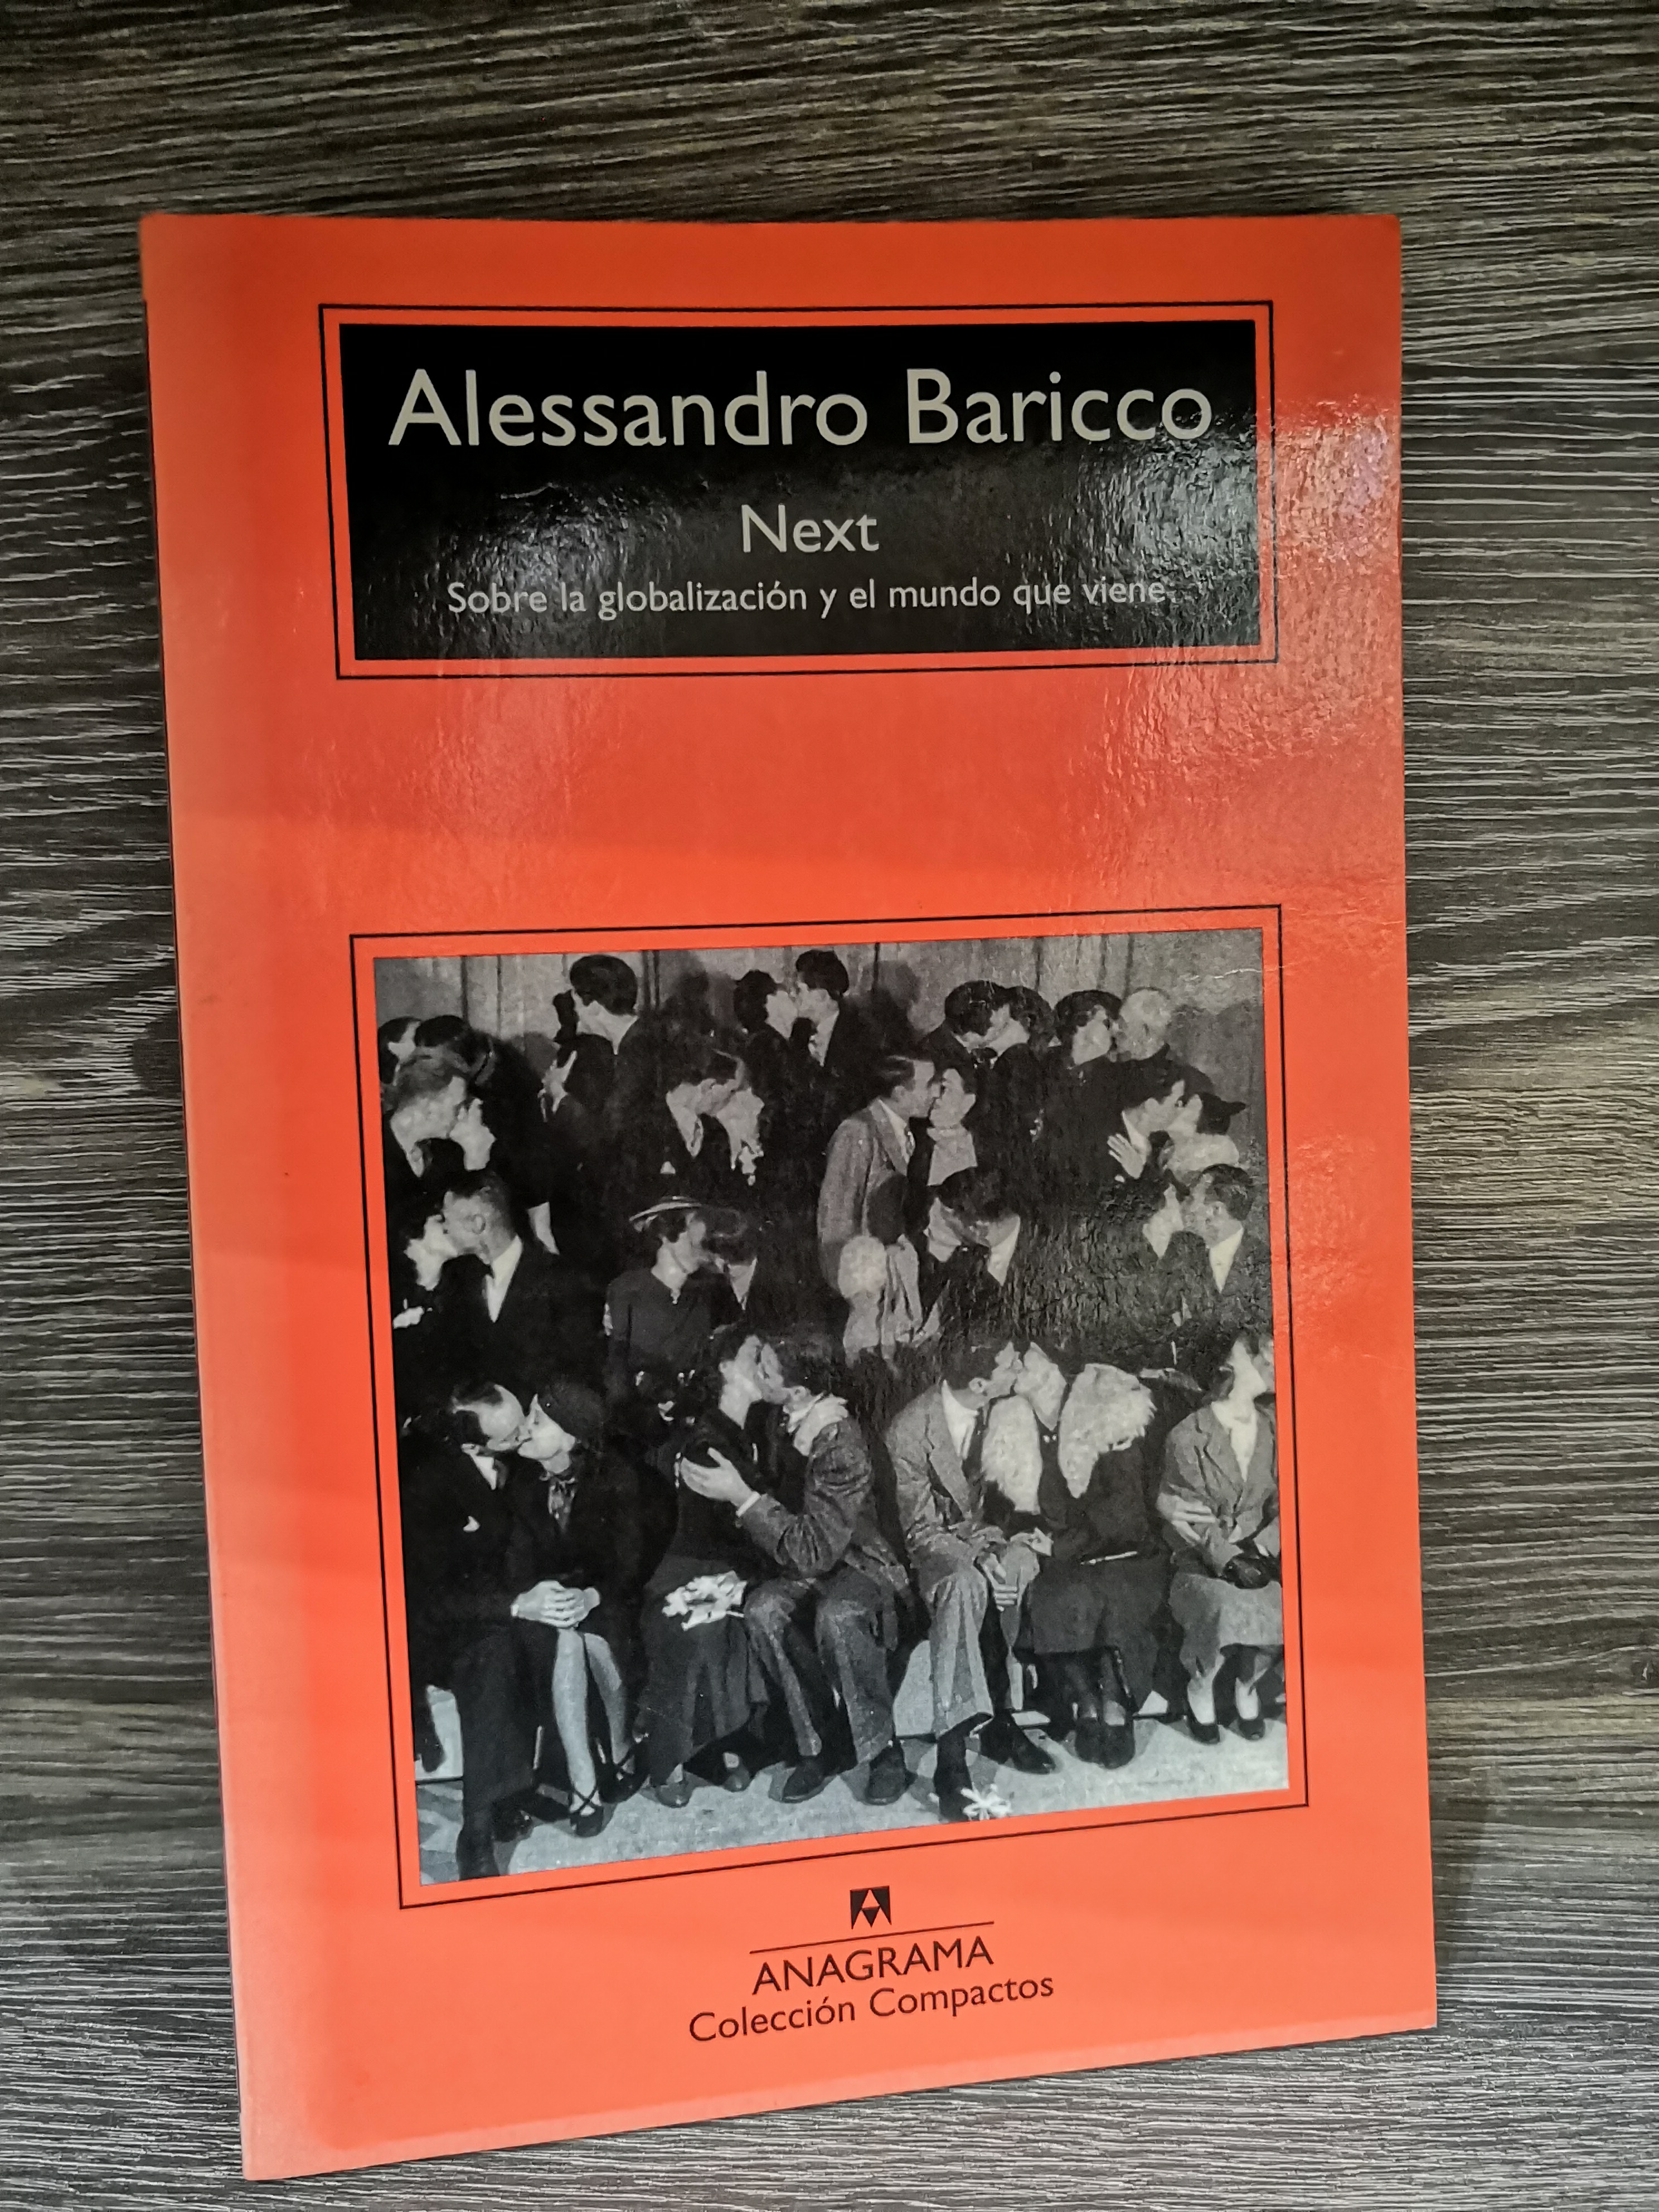 Alessandro Baricco
Next
Sobre la globalización y el mundo que viene
ANAGRAMA
Colección Compactos